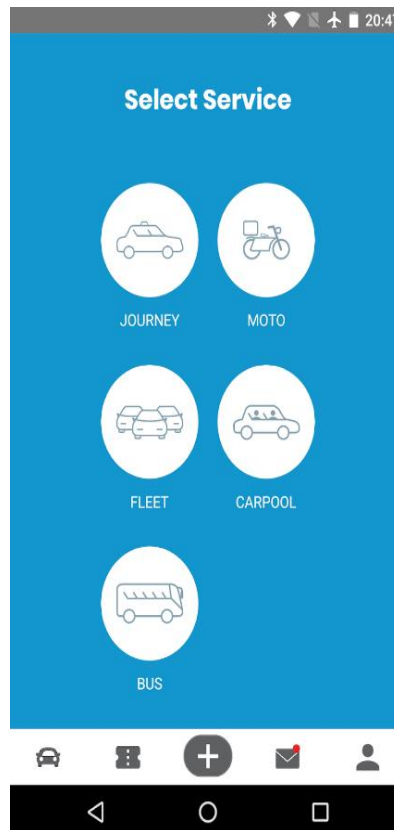 20:47
Select Service
JOURNEY MOTO
FLEET CARPOOL
BUS